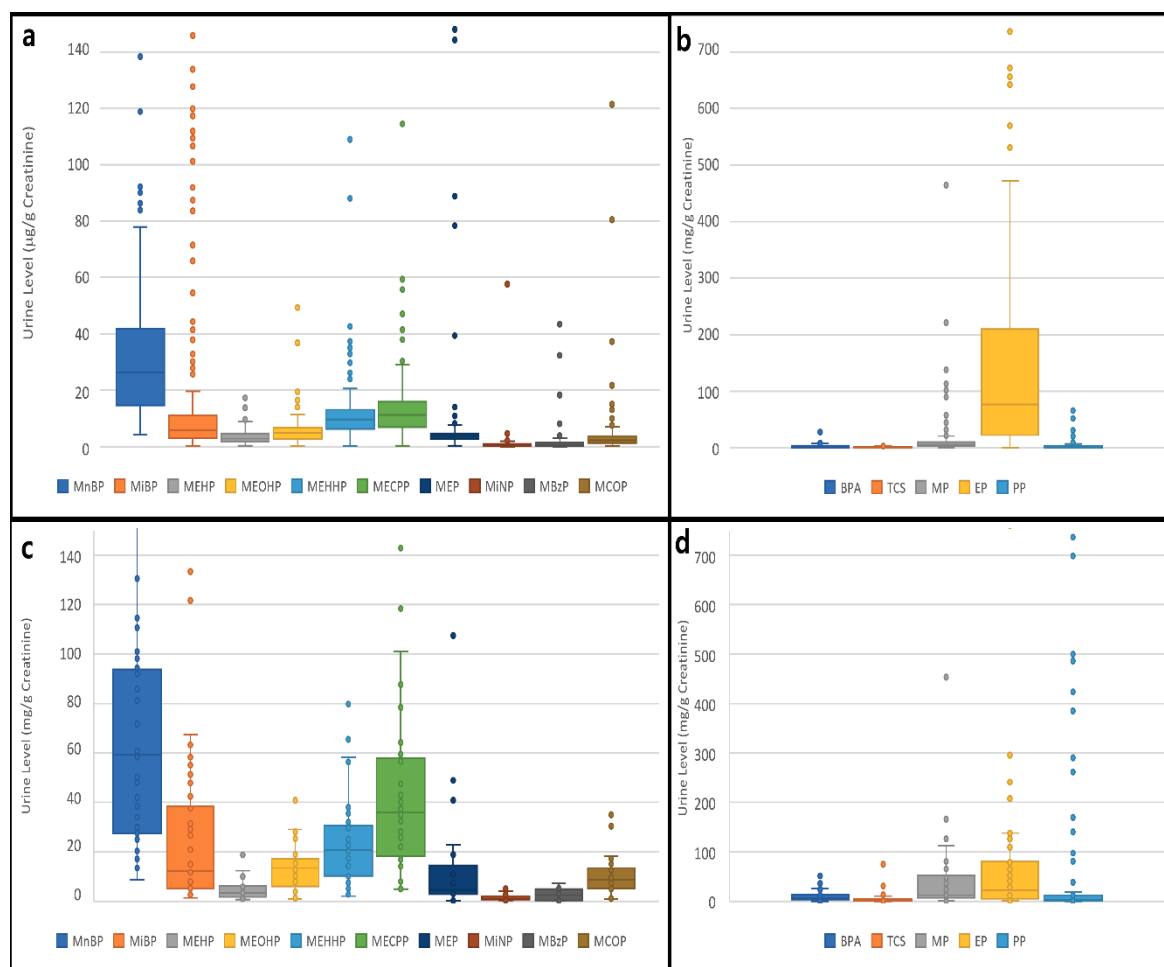 a
Urine Level (µg/g Creatinine)
140
120
100
80
60
40
20
0
MnBP MiBP MEHP MEOHP MEHHP MECPP MEP MiNP MBzP MCOP
b
Urine Level (mg/g Creatinine)
700
600
500
400
300
200
100
0
BPA TCS MP EP PP
c
Urine Level (mg/g Creatinine)
140
120
100
80
60
40
20
0
MnBP MiBP MEHP MEOHP MEHHP MECPP MEP MiNP MBzP MCOP
d
Urine Level (mg/g Creatinine)
700
600
500
400
300
200
100
0
BPA TCS MP EP PP